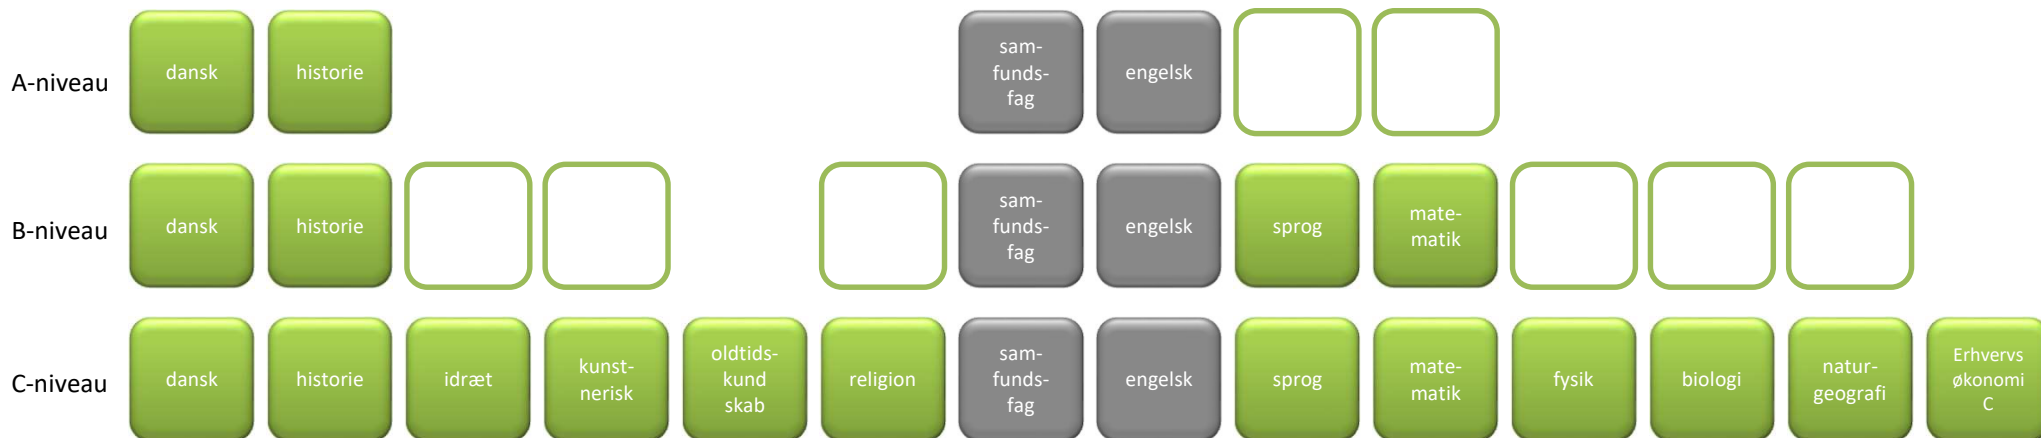 A-niveau
dansk
historie
sam-
funds-
fag
engelsk
B-niveau
dansk
historie
sam-
funds-
fag
engelsk
sprog
mate-
matik
C-niveau
dansk
historie
idræt
kunst-
nerisk
oldtids-
kund
skab
religion
sam-
funds-
fag
engelsk
sprog
mate-
matik
fysik
biologi
natur-
geografi
Erhvervs
økonomi
C